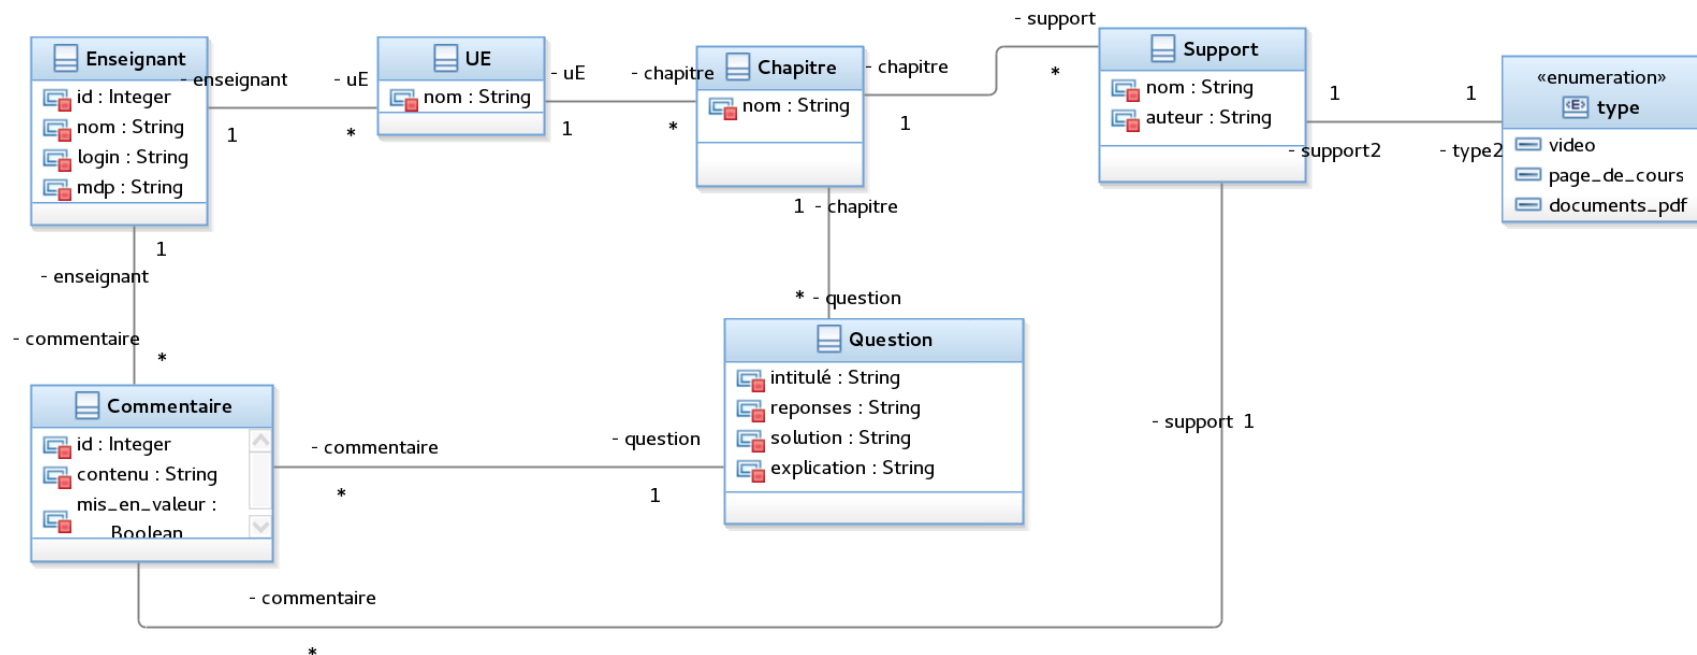 - support
Enseignant
UE
Chapitre
Support
«enumeration»
type
- enseignant
- uE
- uE
- chapitre
- chapitre
id : Integer
nom : String
login : String
mdp : String
nom : String
nom : String
*
nom : String
auteur : String
1
1
1
*
1
*
1
- support2
- type2
video
page_de_cours
documents_pdf
1
- enseignant
1
- chapitre
*
- question
- commentaire
*
Question
intitulé : String
reponses : String
solution : String
explication : String
Commentaire
id : Integer
contenu : String
mis_en_valeur :
Boolean
- commentaire
- question
*
1
- support
1
- commentaire
*